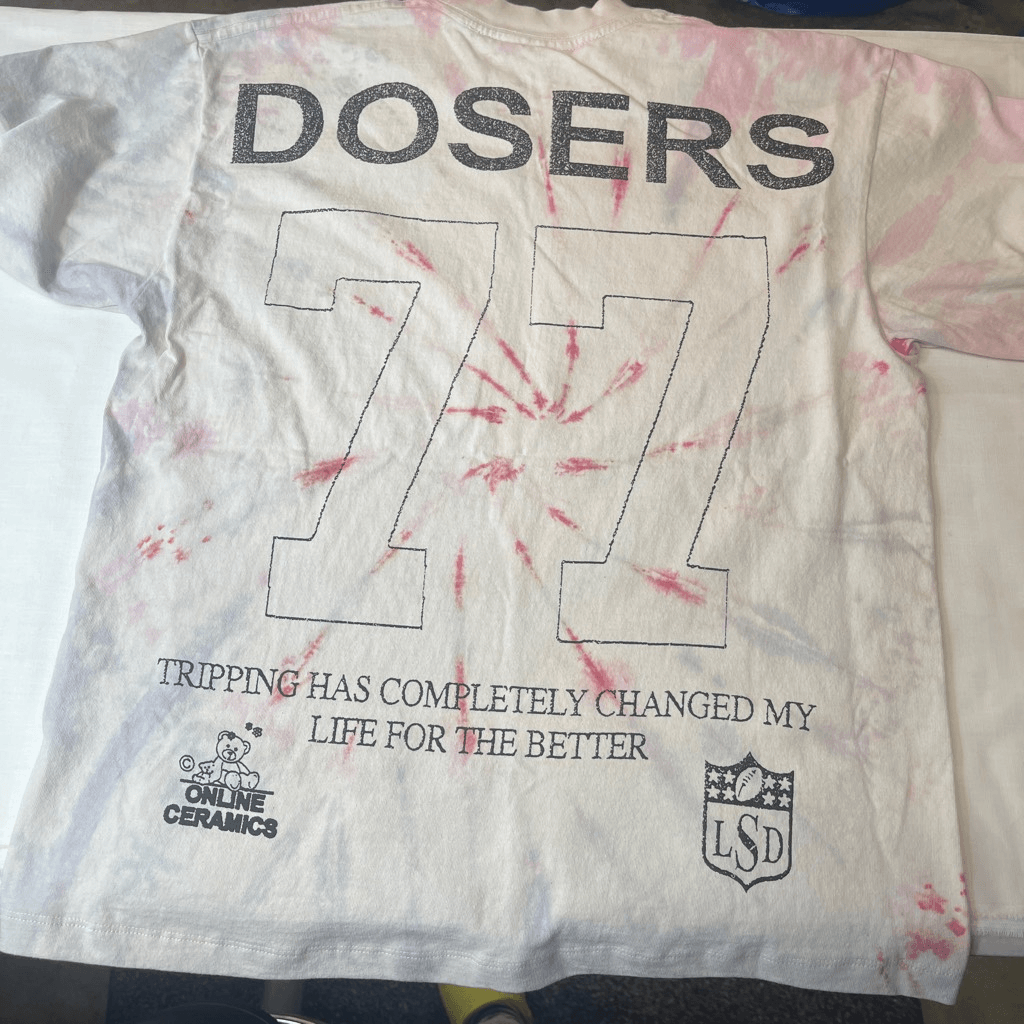 DOSERS
77
TRIPPING HAS COMPLETELY CHANGED MY
LIFE FOR THE BETTER
©
ONLINE
CERAMICS
LSD